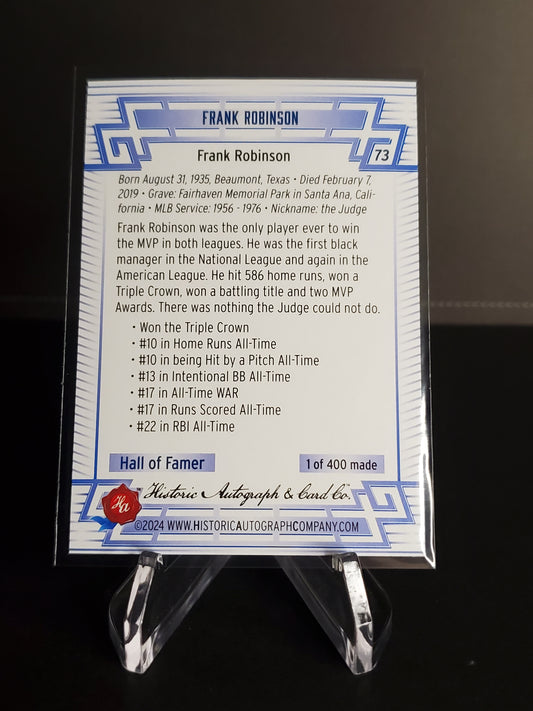 FRANK ROBINSON
Frank Robinson
73
Born August 31, 1935, Beaumont, Texas • Died February 7,
2019 • Grave: Fairhaven Memorial Park in Santa Ana, Cali-
fornia • MLB Service: 1956 - 1976 • Nickname: the Judge
Frank Robinson was the only player ever to win
the MVP in both leagues. He was the first black
manager in the National League and again in the
American League. He hit 586 home runs, won a
Triple Crown, won a battling title and two MVP
Awards. There was nothing the Judge could not do.
• Won the Triple Crown
• #10 in Home Runs All-Time
• #10 in being Hit by a Pitch All-Time
• #13 in Intentional BB All-Time
• #17 in All-Time WAR
• #17 in Runs Scored All-Time
• #22 in RBI All-Time
Hall of Famer
1 of 400 made
HA
Historic Autograph & Card Co.
©2024 WWW.HISTORICAUTOGRAPHCOMPANY.COM